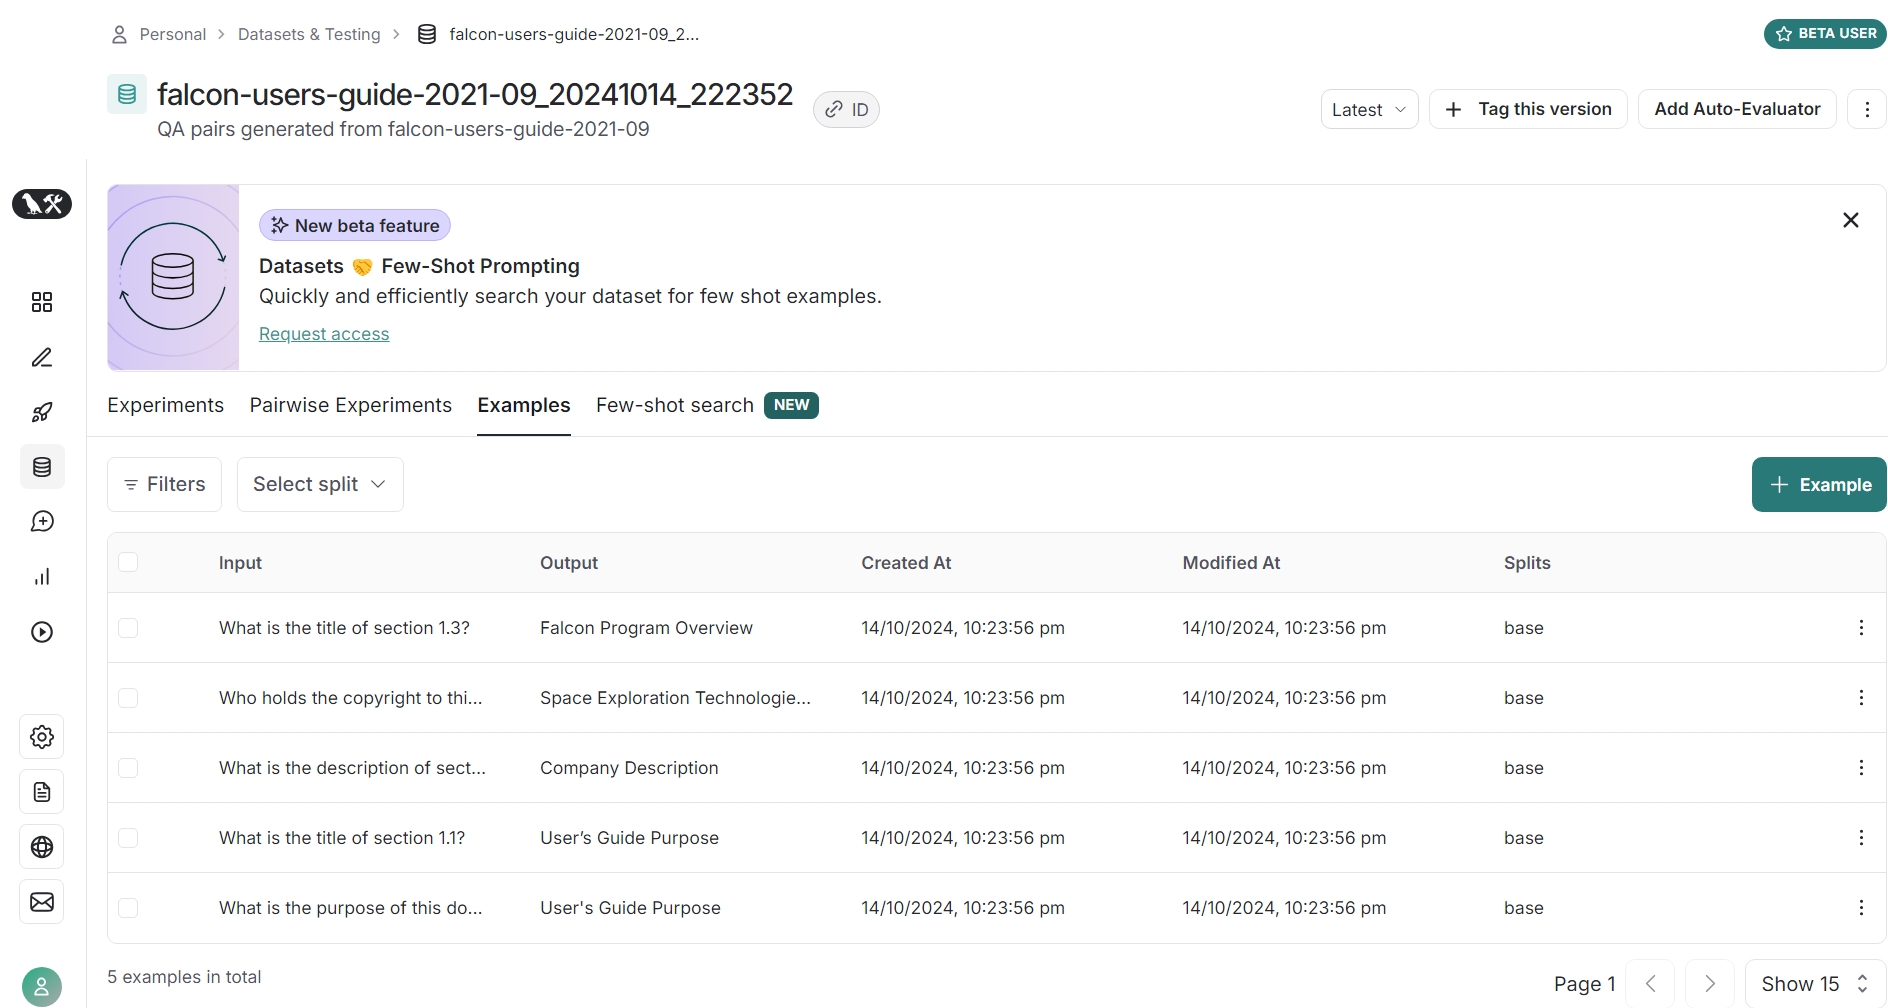 Personal > Datasets & Testing > falcon-users-guide-2021-09_2...
BETA USER
falcon-users-guide-2021-09_20241014_222352
ID
QA pairs generated from falcon-users-guide-2021-09
Latest
+ Tag this version
Add Auto-Evaluator
New beta feature
Datasets 🤝 Few-Shot Prompting
Quickly and efficiently search your dataset for few shot examples.
Request access
Experiments Pairwise Experiments Examples Few-shot search NEW
Filters Select split
+ Example
Input Output Created At Modified At Splits
What is the title of section 1.3? Falcon Program Overview 14/10/2024, 10:23:56 pm 14/10/2024, 10:23:56 pm base
Who holds the copyright to thi... Space Exploration Technologie... 14/10/2024, 10:23:56 pm 14/10/2024, 10:23:56 pm base
What is the description of sect... Company Description 14/10/2024, 10:23:56 pm 14/10/2024, 10:23:56 pm base
What is the title of section 1.1? User’s Guide Purpose 14/10/2024, 10:23:56 pm 14/10/2024, 10:23:56 pm base
What is the purpose of this do... User's Guide Purpose 14/10/2024, 10:23:56 pm 14/10/2024, 10:23:56 pm base
5 examples in total
Page 1
Show 15